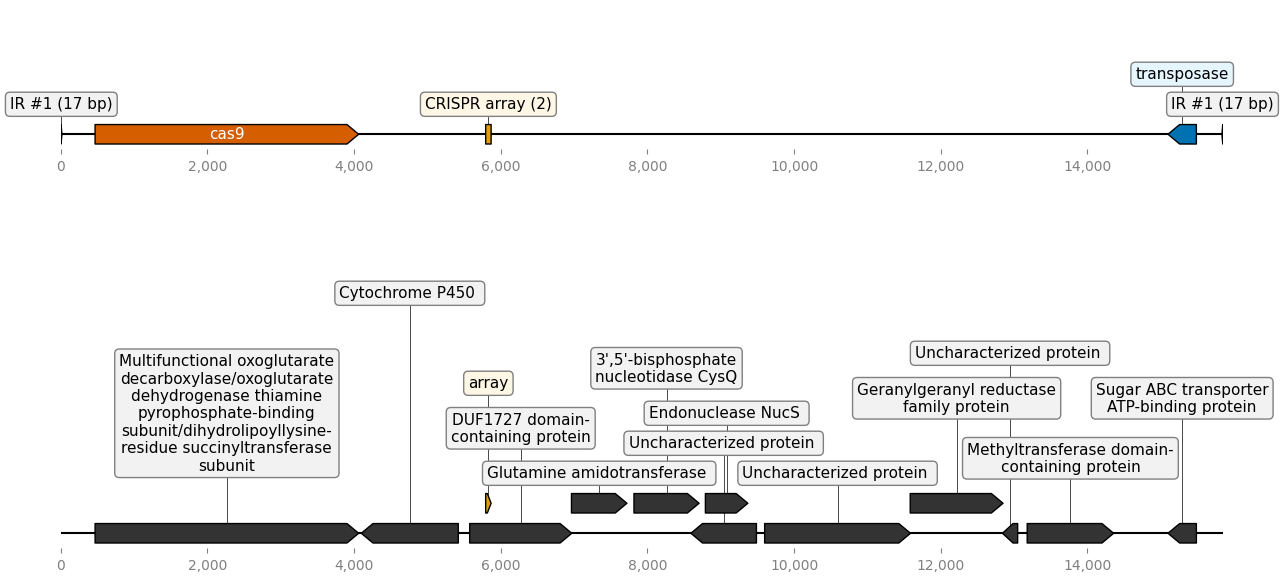 transposase
IR #1 (17 bp)
CRISPR array (2)
IR #1 (17 bp)
cas9
0
2,000
4,000
6,000
8,000
10,000
12,000
14,000
Cytochrome P450
Multifunctional oxoglutarate
decarboxylase/oxoglutarate
dehydrogenase thiamine
pyrophosphate-binding
subunit/dihydrolipoyllysine-
residue succinyltransferase
subunit
array
DUF1727 domain-
containing protein
Glutamine amidotransferase
3',5'-bisphosphate
nucleotidase CysQ
Endonuclease NucS
Uncharacterized protein
Uncharacterized protein
Uncharacterized protein
Geranylgeranyl reductase
family protein
Methyltransferase domain-
containing protein
Sugar ABC transporter
ATP-binding protein
0
2,000
4,000
6,000
8,000
10,000
12,000
14,000